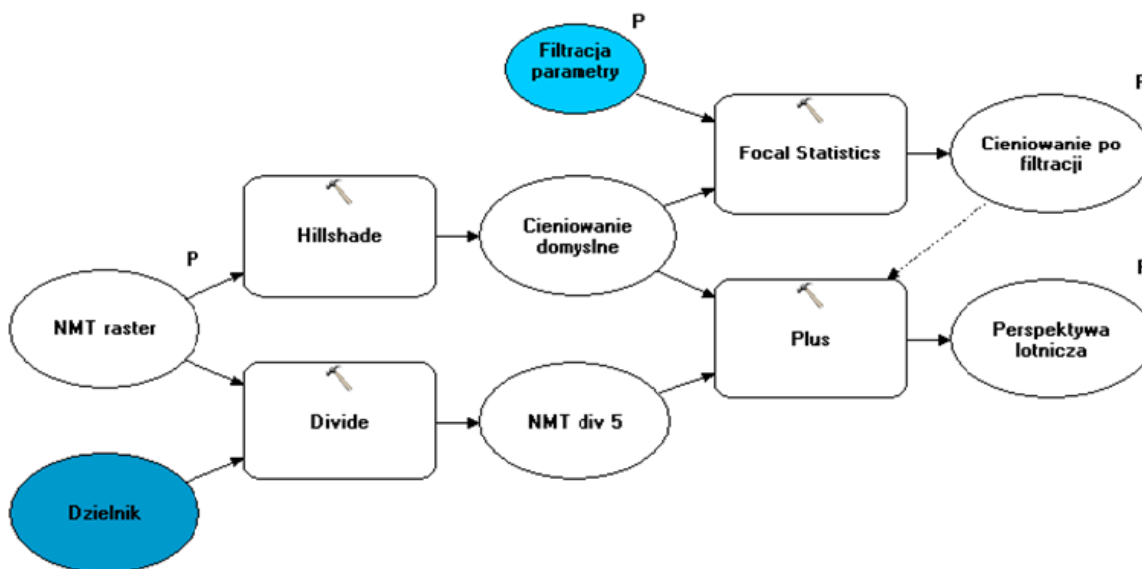 P
Filtracja
parametry
P
Focal Statistics
Cieniowanie po
filtracji
Hillshade
Cieniowanie
domyslne
P
P
NMT raster
Plus
Perspektywa
lotnicza
Divide
NMT div 5
Dzielnik